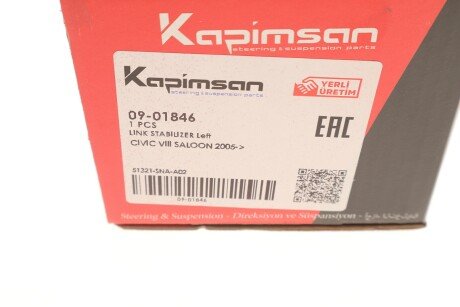 Kapimsan
steering & suspension parts
Kapimsan
steering & suspension parts
YERLİ
ÜRETİM
09-01846
1 PCS
LINK STABILIZER Left
CIVIC VIII SALOON 2006->
EAC
51321-SNA-A02
09-01846
Steering & Suspension - Direksiyon ve Süspansiyon -